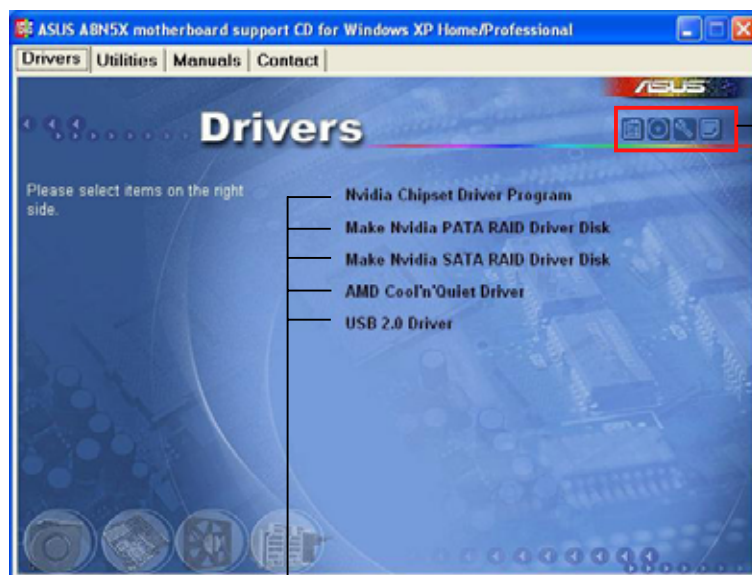 ASUS A8N5X motherboard support CD for Windows XP Home/Professional
Drivers Utilities Manuals Contact
ASUS
Drivers
Please select items on the right
side.
Nvidia Chipset Driver Program
Make Nvidia PATA RAID Driver Disk
Make Nvidia SATA RAID Driver Disk
AMD Cool'n'Quiet Driver
USB 2.0 Driver